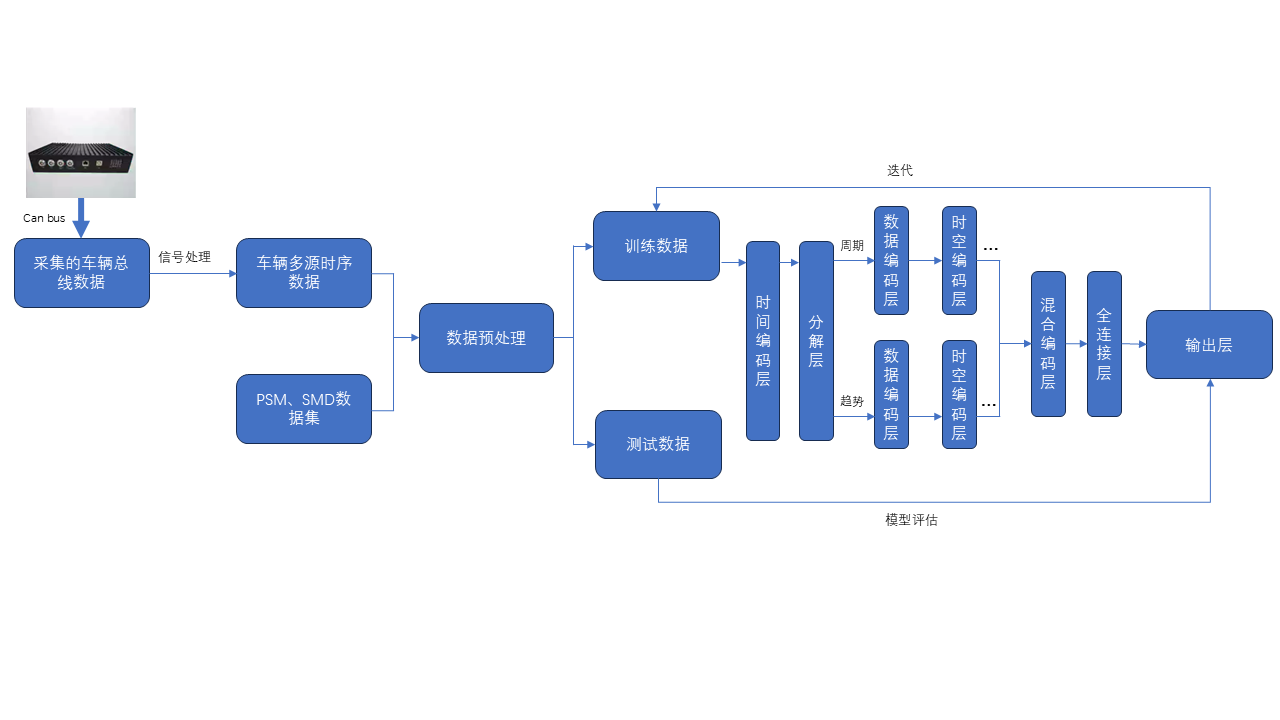 Can bus
采集的车辆总
线数据
信号处理
车辆多源时序
数据
PSM、SMD数
据集
数据预处理
训练数据
测试数据
迭代
时间编码层
分解层
周期
数据编码层
时空编码层
...
趋势
数据编码层
时空编码层
...
混合编码层
全连接层
输出层
模型评估